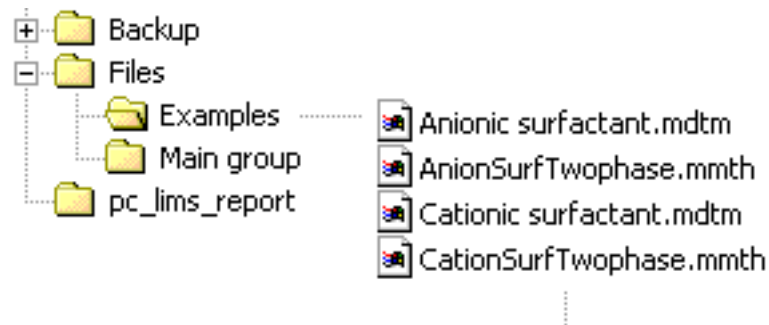 Backup
Files
Examples
Main group
pc_lims_report
Anionic surfactant.mdtm
AnionSurfTwophase.mmth
Cationic surfactant.mdtm
CationSurfTwophase.mmth